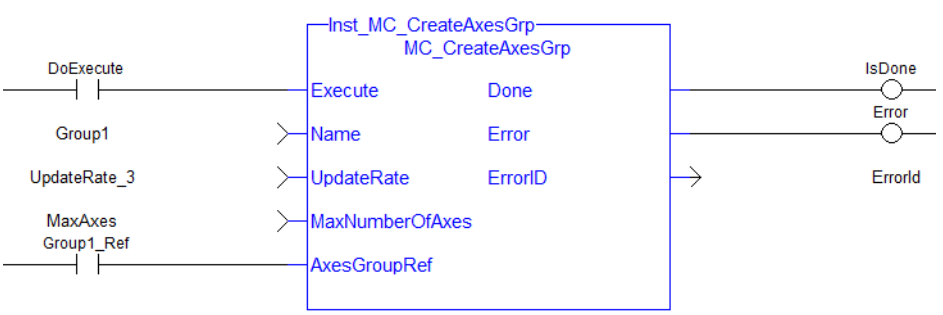 Inst_MC_CreateAxesGrp
MC_CreateAxesGrp
DoExecute
Execute
Done
IsDone
Group1
Name
Error
Error
UpdateRate_3
UpdateRate
ErrorID
ErrorId
MaxAxes
MaxNumberOfAxes
Group1_Ref
AxesGroupRef